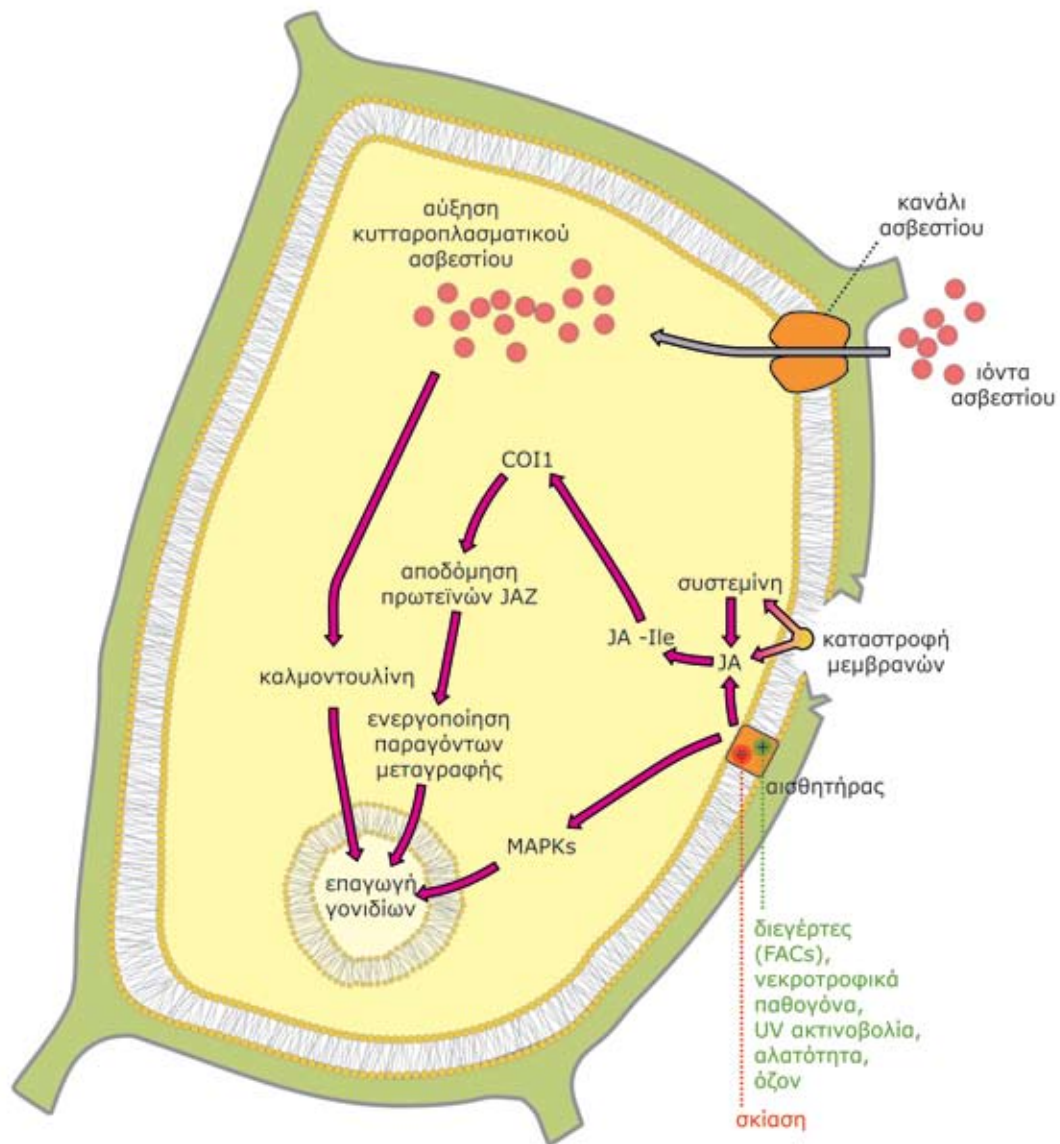 αύξηση
κυτταροπλασματικού
ασβεστίου
κανάλι
ασβεστίου
ιόντα
ασβεστίου
COI1
αποδόμηση
πρωτεϊνών JAZ
συστεμίνη
JA -Ile
JA
καταστροφή
μεμβρανών
καλμοντουλίνη
ενεργοποίηση
παραγόντων
μεταγραφής
αισθητήρας
MAPKs
επαγωγή
γονιδίων
διεγέρτες
(FACs),
νεκροτροφικά
παθογόνα,
UV ακτινοβολία,
αλατότητα,
όζον
σκίαση